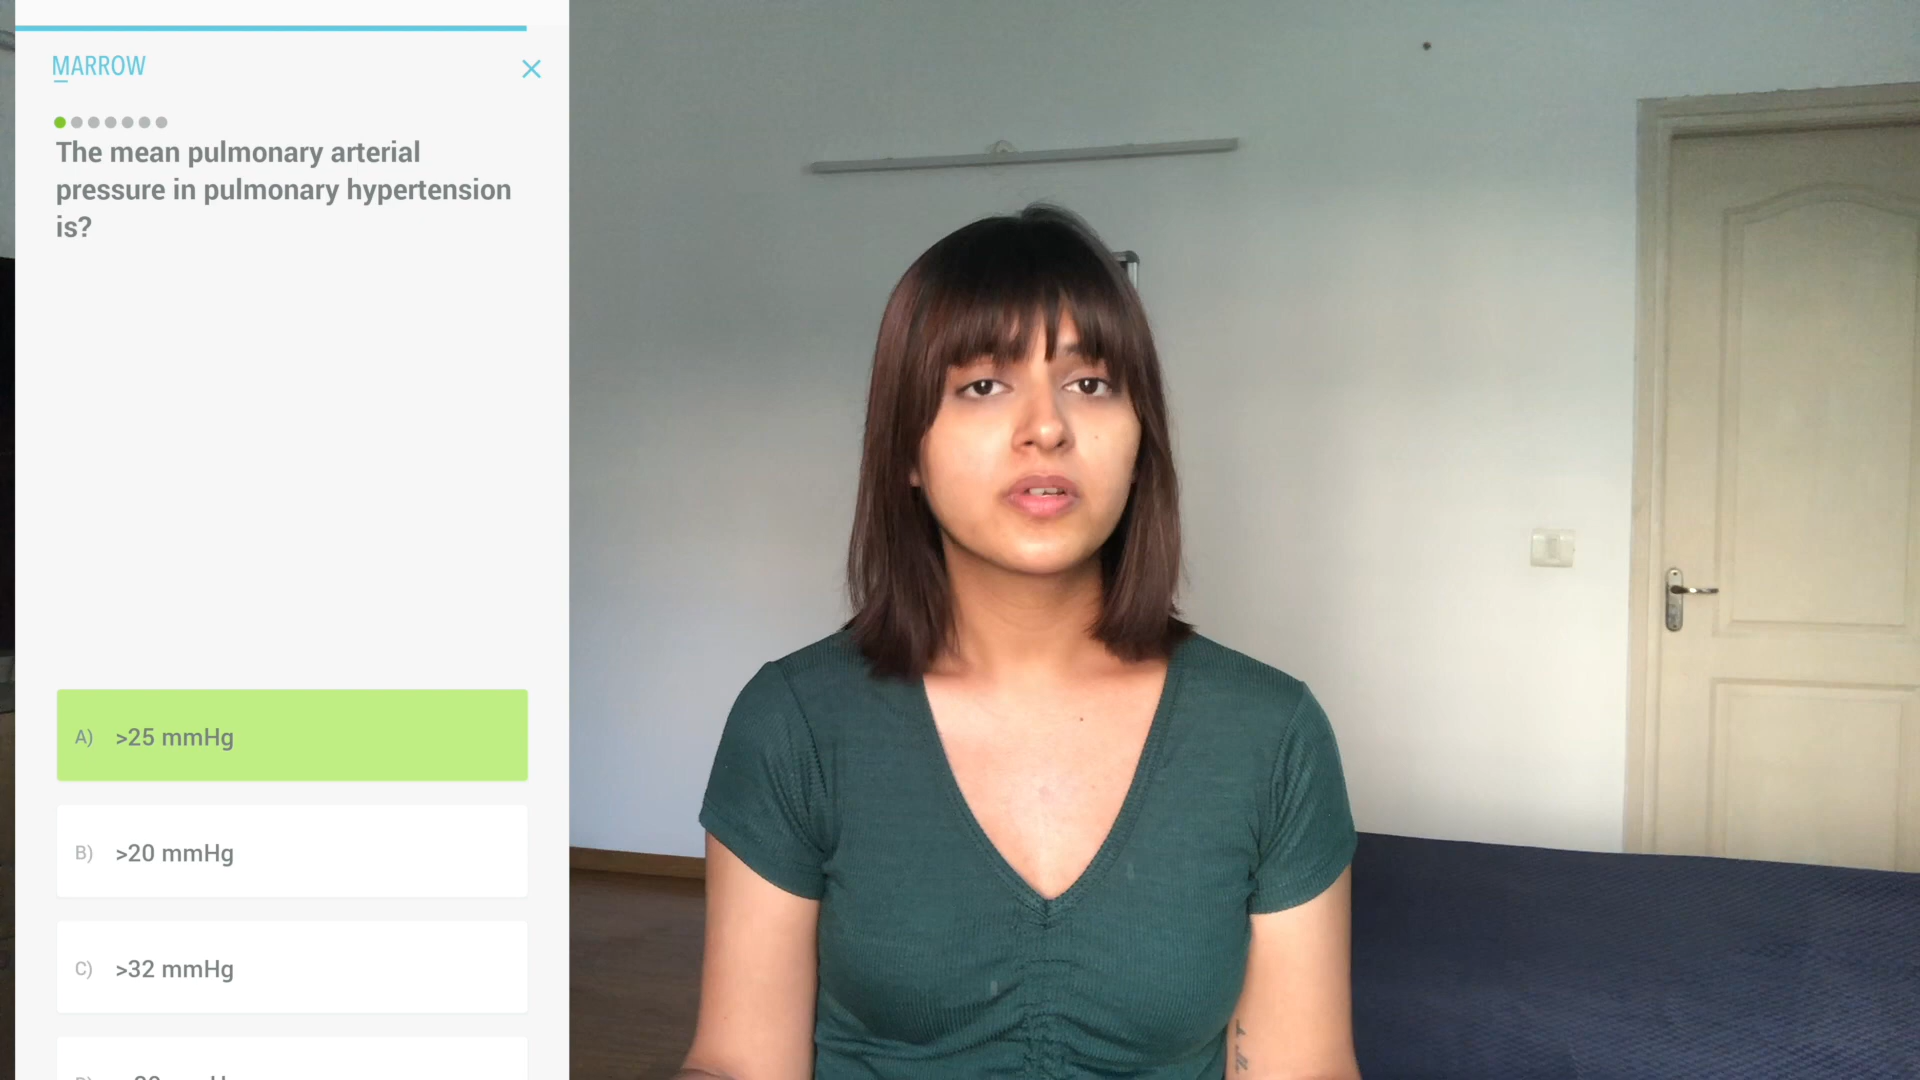 MARROW
The mean pulmonary arterial
pressure in pulmonary hypertension
is?
A) >25 mmHg
B) >20 mmHg
C) >32 mmHg